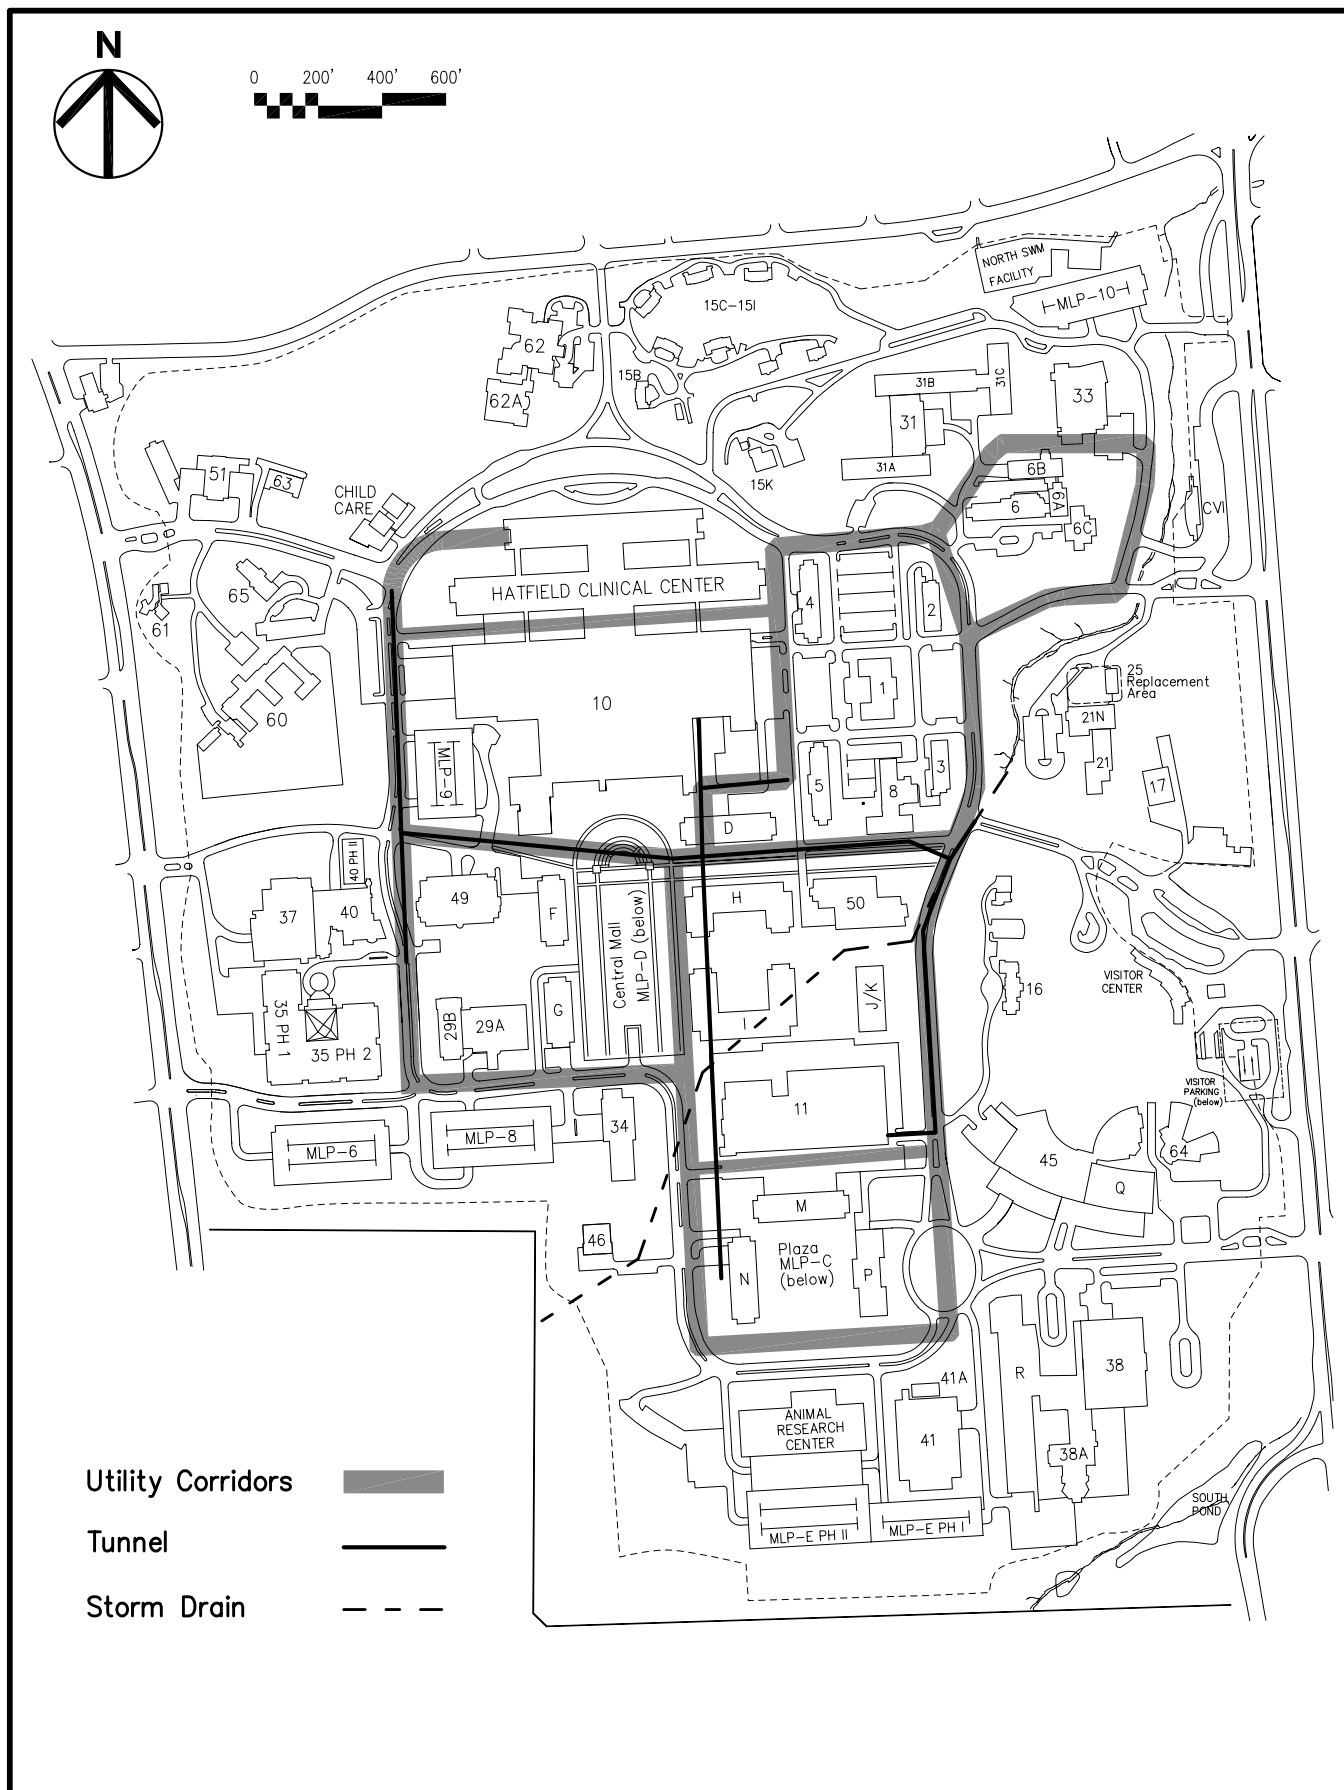 N
0 200' 400' 600'
NORTH SWM
FACILITY
MLP-10
15C-15I
62
15B
62A
31B
31C
33
31
31A
15K
51
63
CHILD
CARE
6B
6
6A
6C
CVI
HATFIELD CLINICAL CENTER
65
61
4
2
25
Replacement
Area
60
10
1
21N
MLP-9
5
8
3
21
17
D
40 PH II
37
40
49
F
Central Mall
MLP-D (below)
H
50
VISITOR
CENTER
16
35 PH 1
35 PH 2
29B
29A
G
I
J/K
VISITOR
PARKING
(below)
11
MLP-6
MLP-8
34
45
Q
64
M
46
Plaza
MLP-C
(below)
N
P
R
38
41A
ANIMAL
RESEARCH
CENTER
41
38A
SOUTH
POND
MLP-E PH II
MLP-E PH I
Utility Corridors
Tunnel
Storm Drain